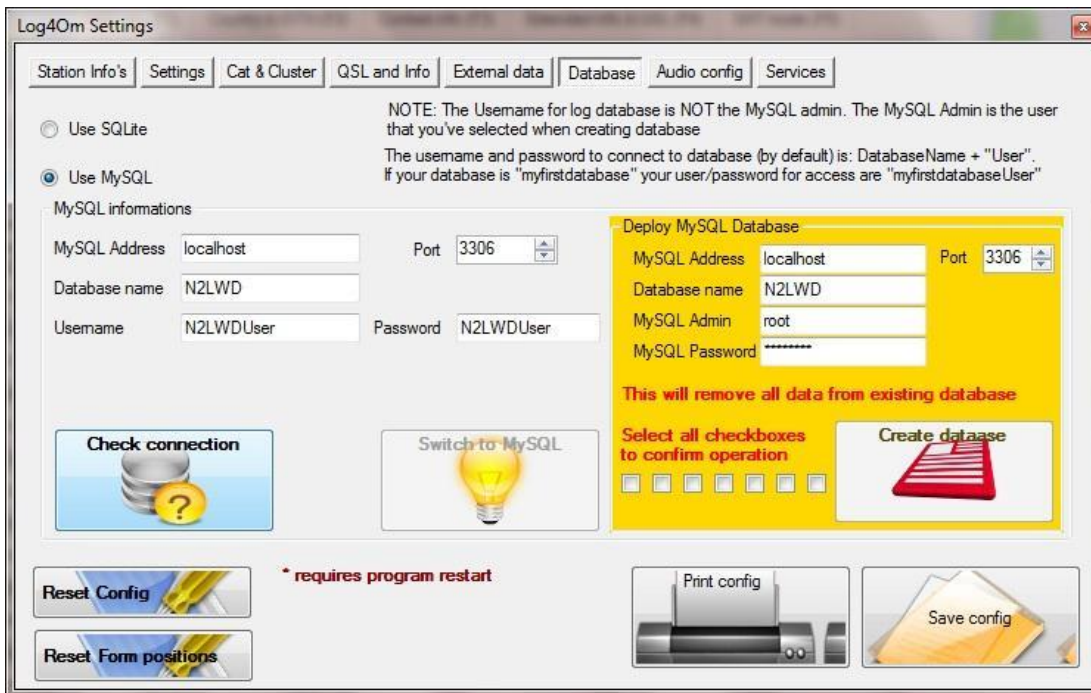 Log4Om Settings
Station Info's Settings Cat & Cluster QSL and Info External data Database Audio config Services
NOTE: The Username for log database is NOT the MySQL admin. The MySQL Admin is the user
that you've selected when creating database
Use SQLite
The username and password to connect to database (by default) is: DatabaseName + "User".
If your database is "myfirstdatabase" your user/password for access are "myfirstdatabaseUser"
Use MySQL
MySQL informations
MySQL Address localhost Port 3306
Database name N2LWD
Username N2LWDUser Password N2LWDUser
Check connection
Switch to MySQL
Deploy MySQL Database
MySQL Address localhost Port 3306
Database name N2LWD
MySQL Admin root
MySQL Password ********
This will remove all data from existing database
Select all checkboxes
to confirm operation
Create dataase
Reset Config
* requires program restart
Print config
Save config
Reset Form positions